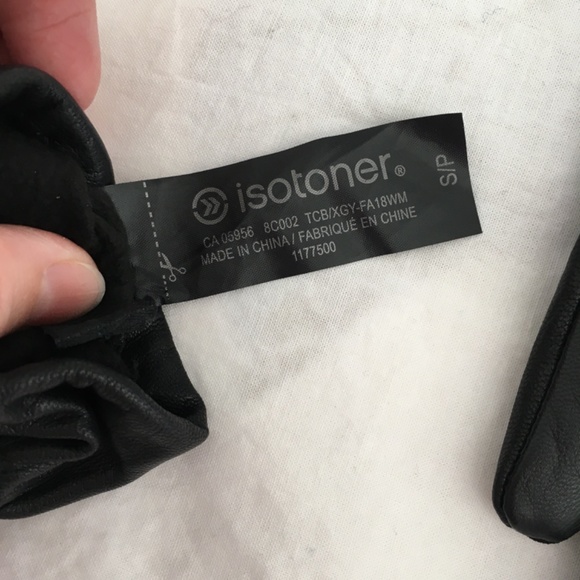 isotoner®
CA 05956 8C002 TCB/XGY-FA18WM
MADE IN CHINA / FABRIQUÉ EN CHINE
1177500
S/P